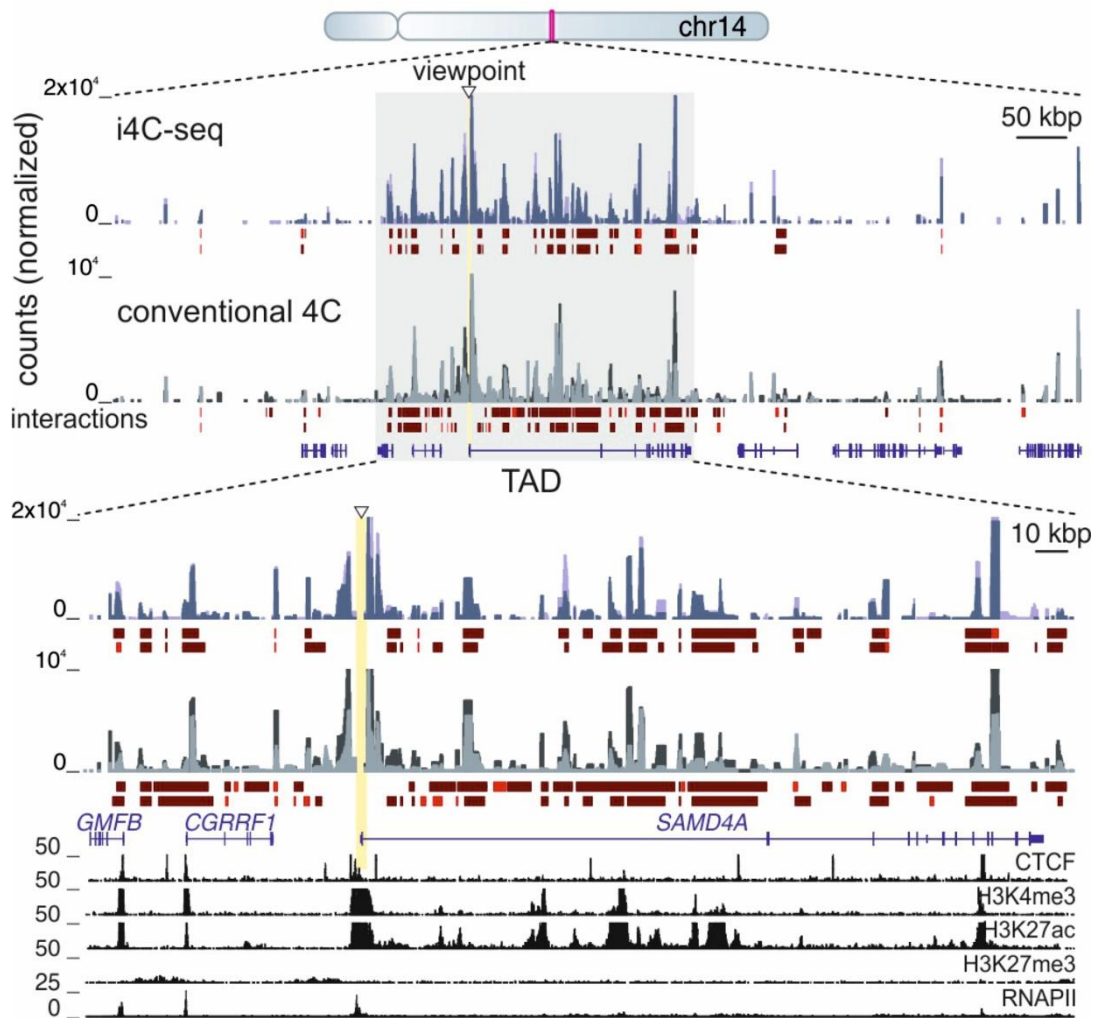 chr14
viewpoint
2x10⁴
i4C-seq
50 kbp
counts (normalized)
0
10⁴
conventional 4C
0
interactions
TAD
2x10⁴
10 kbp
0
10⁴
0
GMFB CGRRF1 SAMD4A
50 CTCF
50 H3K4me3
50 H3K27ac
50 H3K27me3
25 RNAPII
0